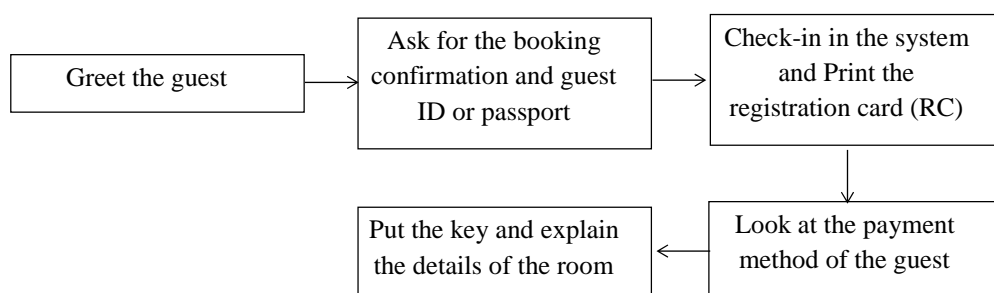 Greet the guest
Ask for the booking
confirmation and guest
ID or passport
Check-in in the system
and Print the
registration card (RC)
Look at the payment
method of the guest
Put the key and explain
the details of the room